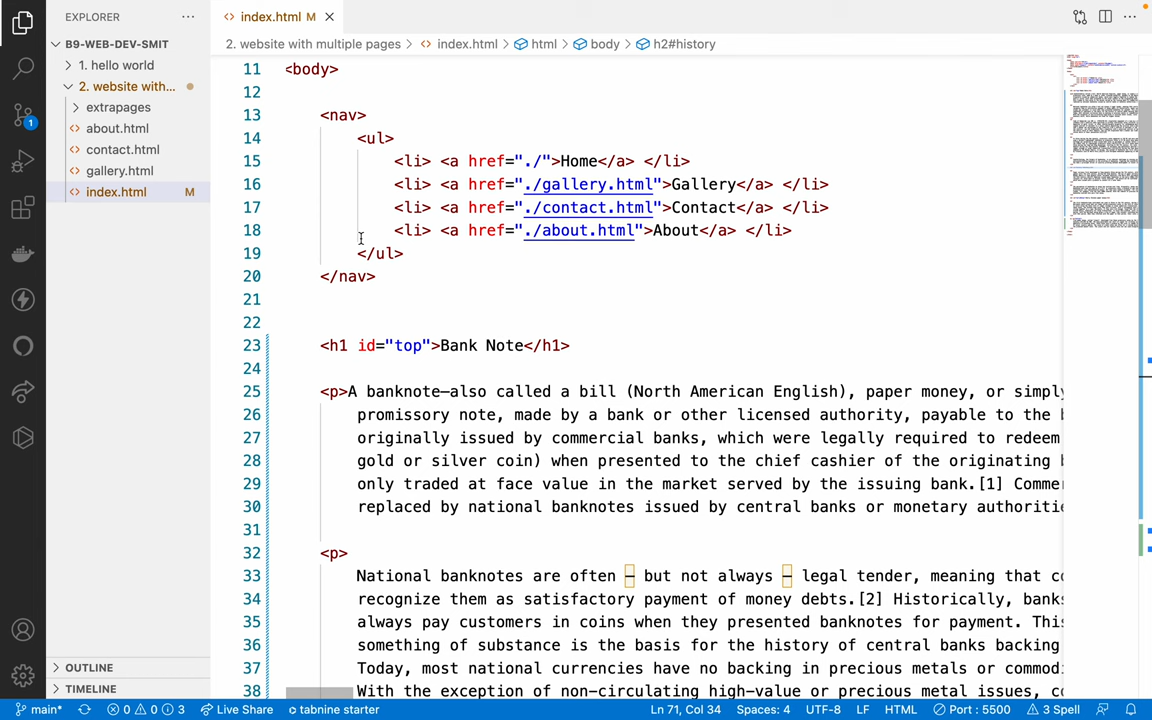 EXPLORER
B9-WEB-DEV-SMIT
1. hello world
2. website with...
extrapages
about.html
contact.html
gallery.html
index.html M
OUTLINE
TIMELINE
index.html M
2. website with multiple pages > index.html > html > body > h2#history
11 <body>
12
13 <nav>
14 <ul>
15 <li> <a href="./">Home</a> </li>
16 <li> <a href="./gallery.html">Gallery</a> </li>
17 <li> <a href="./contact.html">Contact</a> </li>
18 <li> <a href="./about.html">About</a> </li>
19 </ul>
20 </nav>
21
22
23 <h1 id="top">Bank Note</h1>
24
25 <p>A banknote—also called a bill (North American English), paper money, or simply
26 promissory note, made by a bank or other licensed authority, payable to the b
27 originally issued by commercial banks, which were legally required to redeem
28 gold or silver coin) when presented to the chief cashier of the originating b
29 only traded at face value in the market served by the issuing bank.[1] Comme
30 replaced by national banknotes issued by central banks or monetary authoritie
31
32 <p>
33 National banknotes are often – but not always – legal tender, meaning that co
34 recognize them as satisfactory payment of money debts.[2] Historically, banks
35 always pay customers in coins when they presented banknotes for payment. This
36 something of substance is the basis for the history of central banks backing
37 Today, most national currencies have no backing in precious metals or commod
38 With the exception of non-circulating high-value or precious metal issues, co
1
main* 0 0 3 Live Share tabnine starter Ln 71, Col 34 Spaces: 4 UTF-8 LF HTML Port : 5500 3 Spell